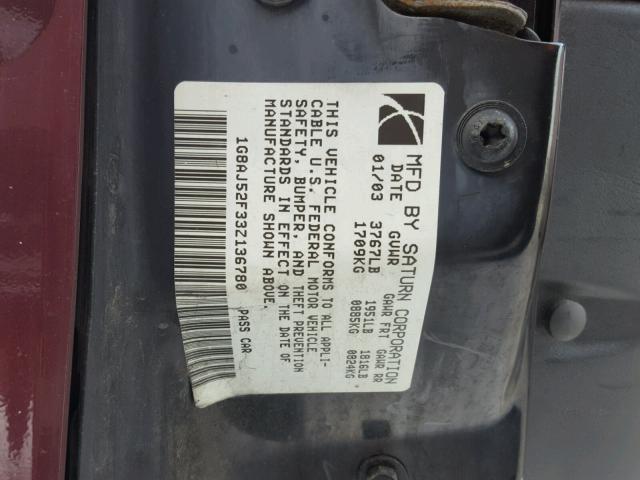 MFD BY SATURN CORPORATION
DATE GVWR GAWR FRT GAWR RR
01/03 3767LB 1951LB 1816LB
1709KG 0885KG 0824KG
THIS VEHICLE CONFORMS TO ALL APPLI-
CABLE U.S. FEDERAL MOTOR VEHICLE
SAFETY, BUMPER, AND THEFT PREVENTION
STANDARDS IN EFFECT ON THE DATE OF
MANUFACTURE SHOWN ABOVE.
1G8AJ52F33Z136780 PASS CAR